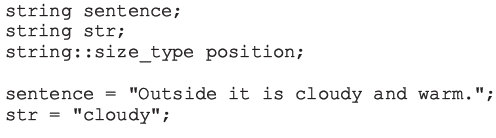 string sentence;
string str;
string::size_type position;
sentence = "Outside it is cloudy and warm.";
str = "cloudy";